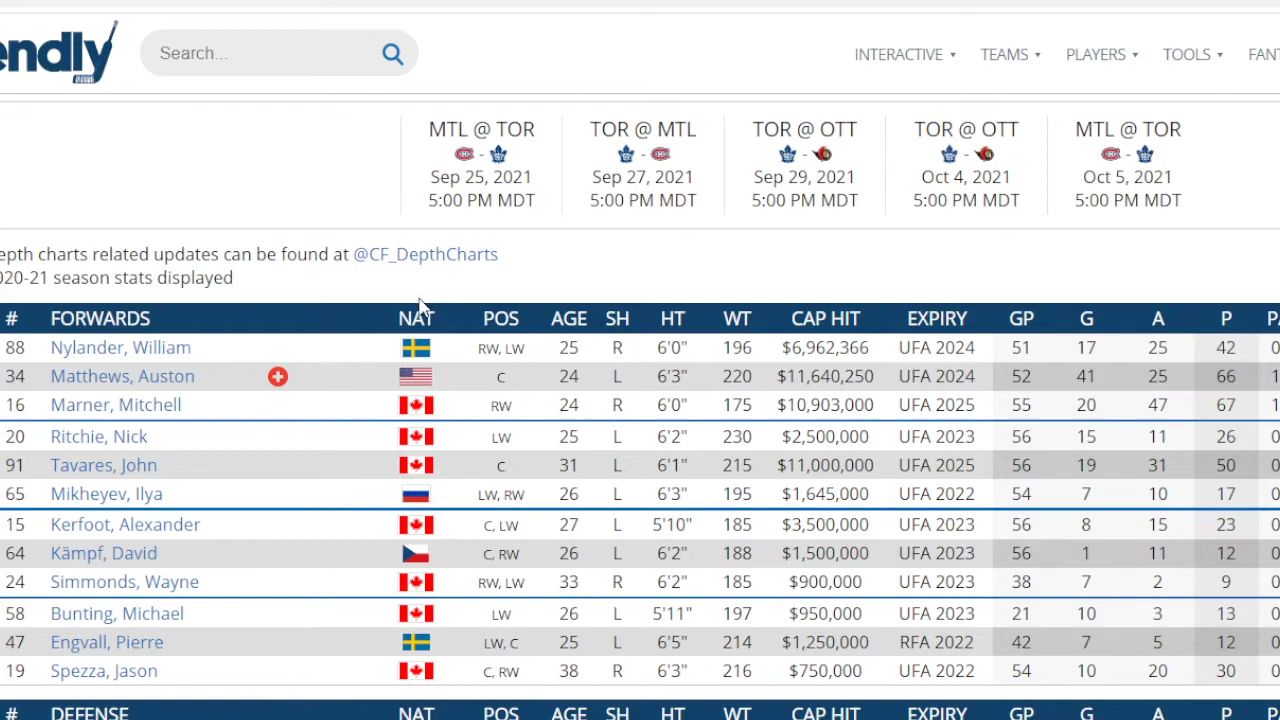 endly
Search...
INTERACTIVE TEAMS PLAYERS TOOLS FANT
MTL @ TOR TOR @ MTL TOR @ OTT TOR @ OTT MTL @ TOR
- - - - -
Sep 25, 2021 Sep 27, 2021 Sep 29, 2021 Oct 4, 2021 Oct 5, 2021
5:00 PM MDT 5:00 PM MDT 5:00 PM MDT 5:00 PM MDT 5:00 PM MDT
epth charts related updates can be found at @CF_DepthCharts
020-21 season stats displayed
# FORWARDS NAT POS AGE SH HT WT CAP HIT EXPIRY GP G A P P/
88 Nylander, William RW, LW 25 R 6'0" 196 $6,962,366 UFA 2024 51 17 25 42 0
34 Matthews, Auston C 24 L 6'3" 220 $11,640,250 UFA 2024 52 41 25 66 1
16 Marner, Mitchell RW 24 R 6'0" 175 $10,903,000 UFA 2025 55 20 47 67 1
20 Ritchie, Nick LW 25 L 6'2" 230 $2,500,000 UFA 2023 56 15 11 26 0
91 Tavares, John C 31 L 6'1" 215 $11,000,000 UFA 2025 56 19 31 50 0
65 Mikheyev, Ilya LW, RW 26 L 6'3" 195 $1,645,000 UFA 2022 54 7 10 17 0
15 Kerfoot, Alexander C, LW 27 L 5'10" 185 $3,500,000 UFA 2023 56 8 15 23 0
64 Kämpf, David C, RW 26 L 6'2" 188 $1,500,000 UFA 2023 56 1 11 12 0
24 Simmonds, Wayne RW, LW 33 R 6'2" 185 $900,000 UFA 2023 38 7 2 9 0
58 Bunting, Michael LW 26 L 5'11" 197 $950,000 UFA 2023 21 10 3 13 0
47 Engvall, Pierre LW, C 25 L 6'5" 214 $1,250,000 RFA 2022 42 7 5 12 0
19 Spezza, Jason C, RW 38 R 6'3" 216 $750,000 UFA 2022 54 10 20 30 0
# DEFENSE NAT POS AGE SH HT WT CAP HIT EXPIRY GP G A P P/